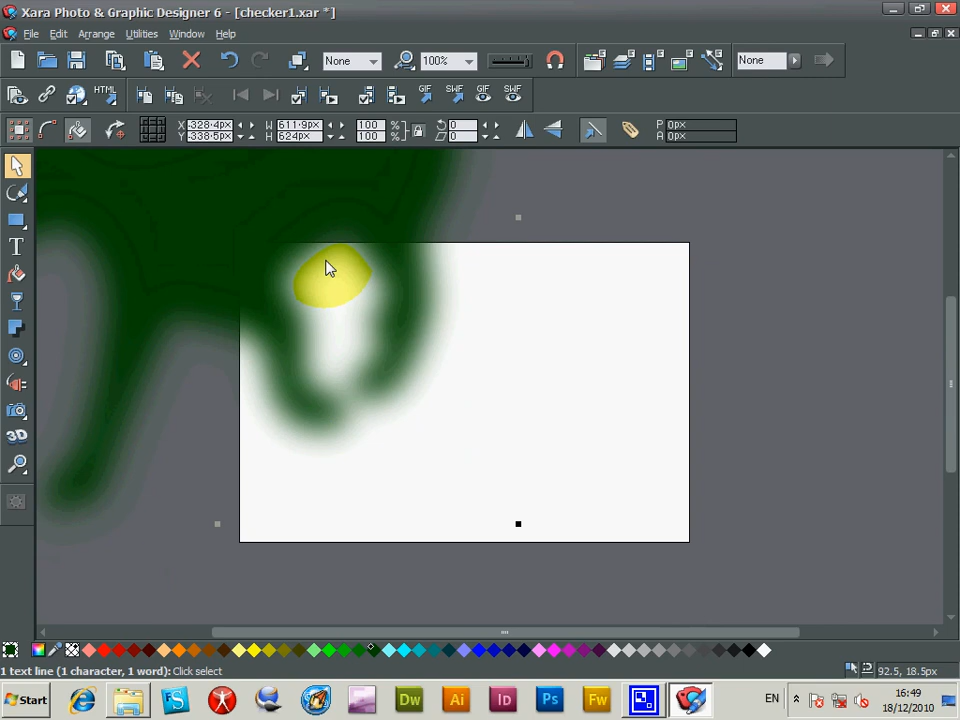 Xara Photo & Graphic Designer 6 - [checker1.xar *]
File Edit Arrange Utilities Window Help
None 100% None
HTML GIF SWF GIF SWF
X -328.4px W 611.9px 100 % 0 P 0px
Y -338.5px H 624px 100 % 0 A 0px
T
3D
1 text line (1 character, 1 word): Click select 92.5, 18.5px
Start Dw Ai Id Ps Fw EN 16:49
18/12/2010